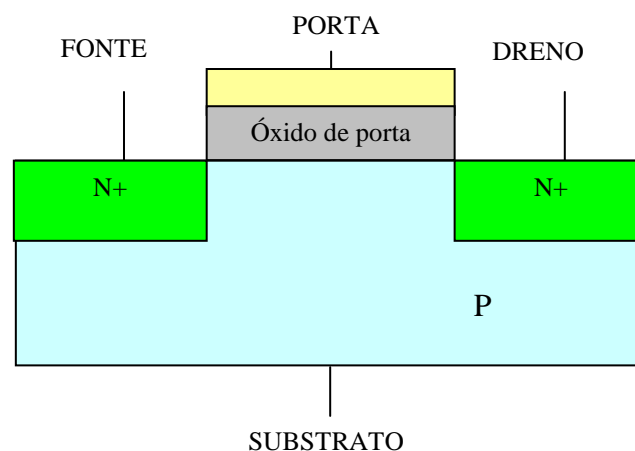 PORTA
FONTE
DRENO
Óxido de porta
N+
N+
P
SUBSTRATO